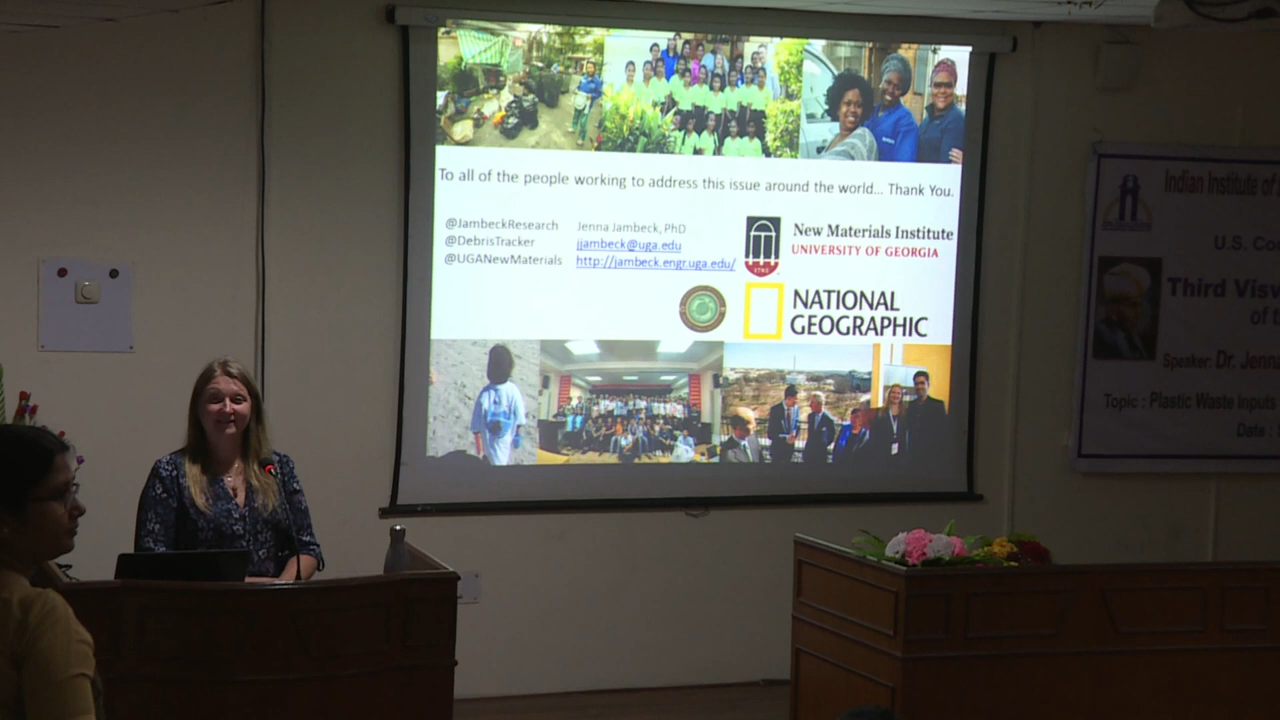 To all of the people working to address this issue around the world... Thank You.
@JambeckResearch
@DebrisTracker
@UGANewMaterials
Jenna Jambeck, PhD
jjambeck@uga.edu
http://jambeck.engr.uga.edu/
New Materials Institute
UNIVERSITY OF GEORGIA
NATIONAL
GEOGRAPHIC
Indian Institute of
U.S. Co
Third Visv
of
Speaker: Dr. Jenn
Topic : Plastic Waste Inputs
Date :